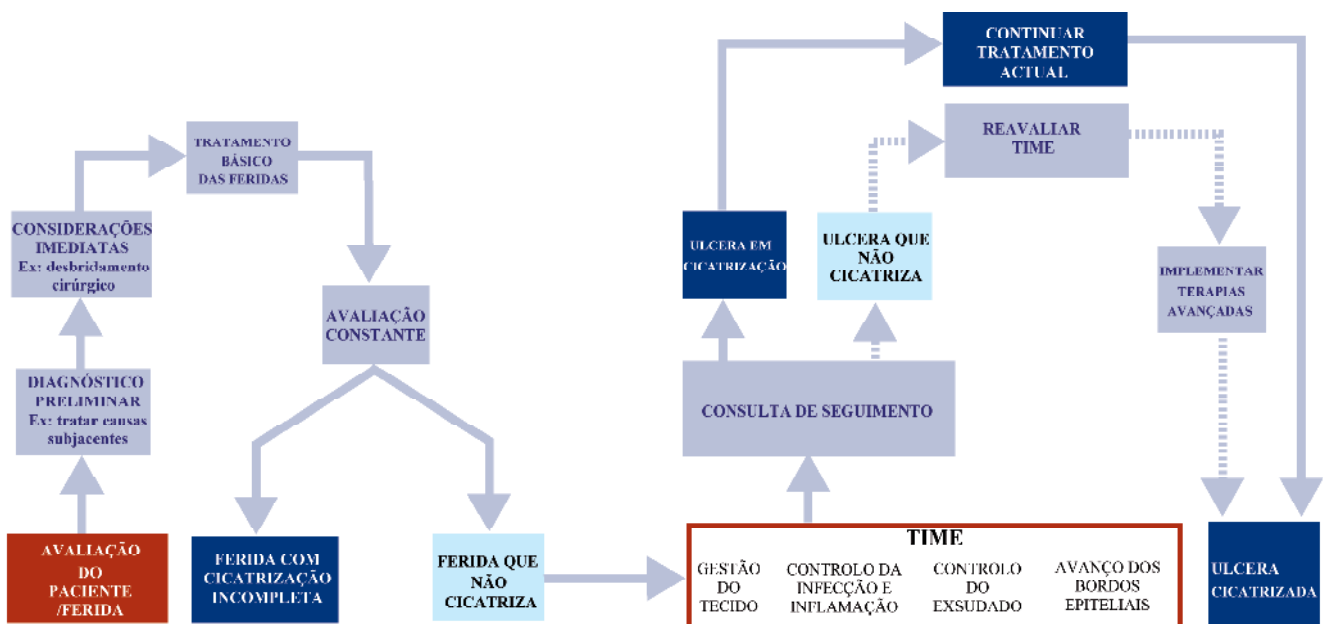 AVALIAÇÃO
DO
PACIENTE
/FERIDA
DIAGNÓSTICO
PRELIMINAR
Ex: tratar causas
subjacentes
CONSIDERAÇÕES
IMEDIATAS
Ex: desbridamento
cirúrgico
TRATAMENTO
BÁSICO
DAS FERIDAS
AVALIAÇÃO
CONSTANTE
FERIDA COM
CICATRIZAÇÃO
INCOMPLETA
FERIDA QUE
NÃO
CICATRIZA
TIME
GESTÃO
DO
TECIDO
CONTROLO DA
INFECÇÃO E
INFLAMAÇÃO
CONTROLO
DO
EXSUDADO
AVANÇO DOS
BORDOS
EPITELIAIS
CONSULTA DE SEGUIMENTO
ULCERA EM
CICATRIZAÇÃO
ULCERA QUE
NÃO
CICATRIZA
CONTINUAR
TRATAMENTO
ACTUAL
REAVALIAR
TIME
IMPLEMENTAR
TERAPIAS
AVANÇADAS
ULCERA
CICATRIZADA